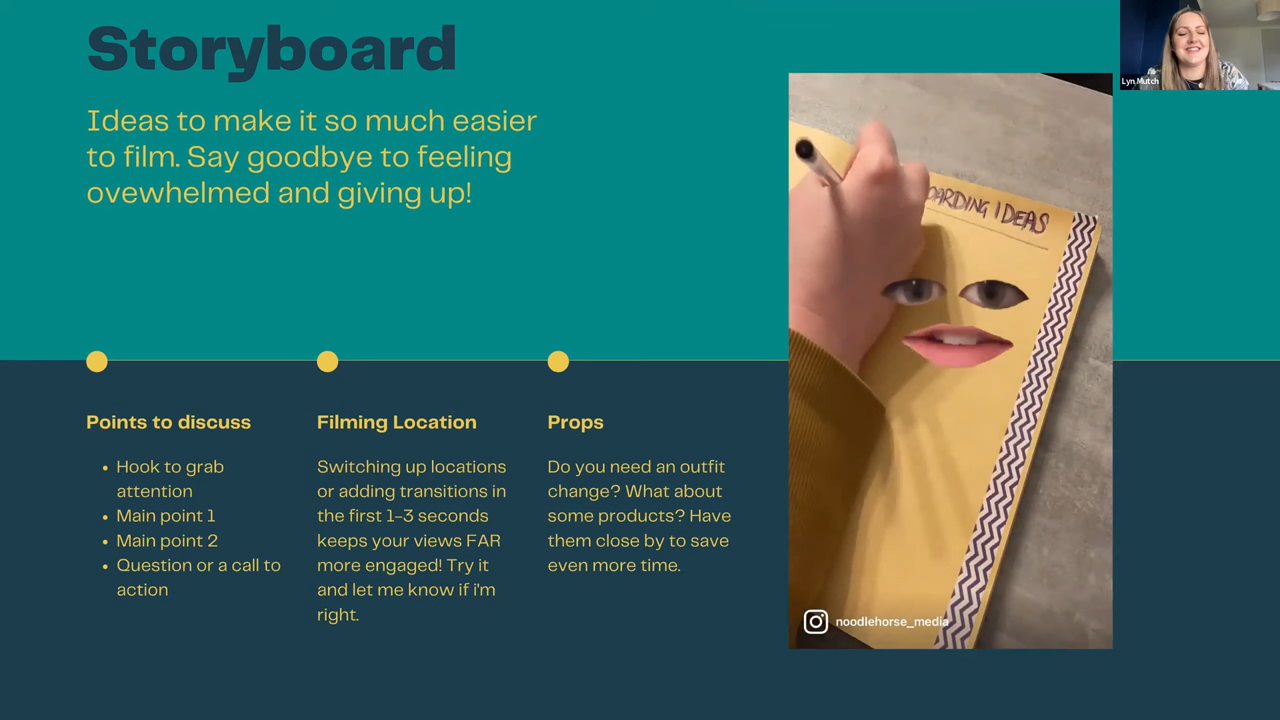 Storyboard
Ideas to make it so much easier
to film. Say goodbye to feeling
ovewhelmed and giving up!
Points to discuss
• Hook to grab
attention
• Main point 1
• Main point 2
• Question or a call to
action
Filming Location
Switching up locations
or adding transitions in
the first 1-3 seconds
keeps your views FAR
more engaged! Try it
and let me know if i'm
right.
Props
Do you need an outfit
change? What about
some products? Have
them close by to save
even more time.
OARDING IDEAS
noodlehorse_media
Lyn Mutch